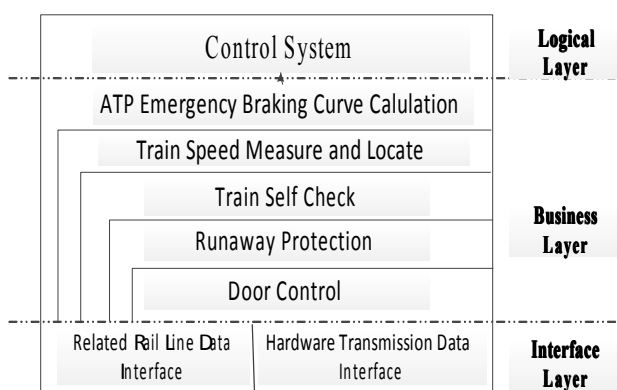 Control System
Logical
Layer
ATP Emergency Braking Curve Calulation
Train Speed Measure and Locate
Train Self Check
Runaway Protection
Door Control
Business
Layer
Related Rail Line Data
Interface
Hardware Transmission Data
Interface
Interface
Layer